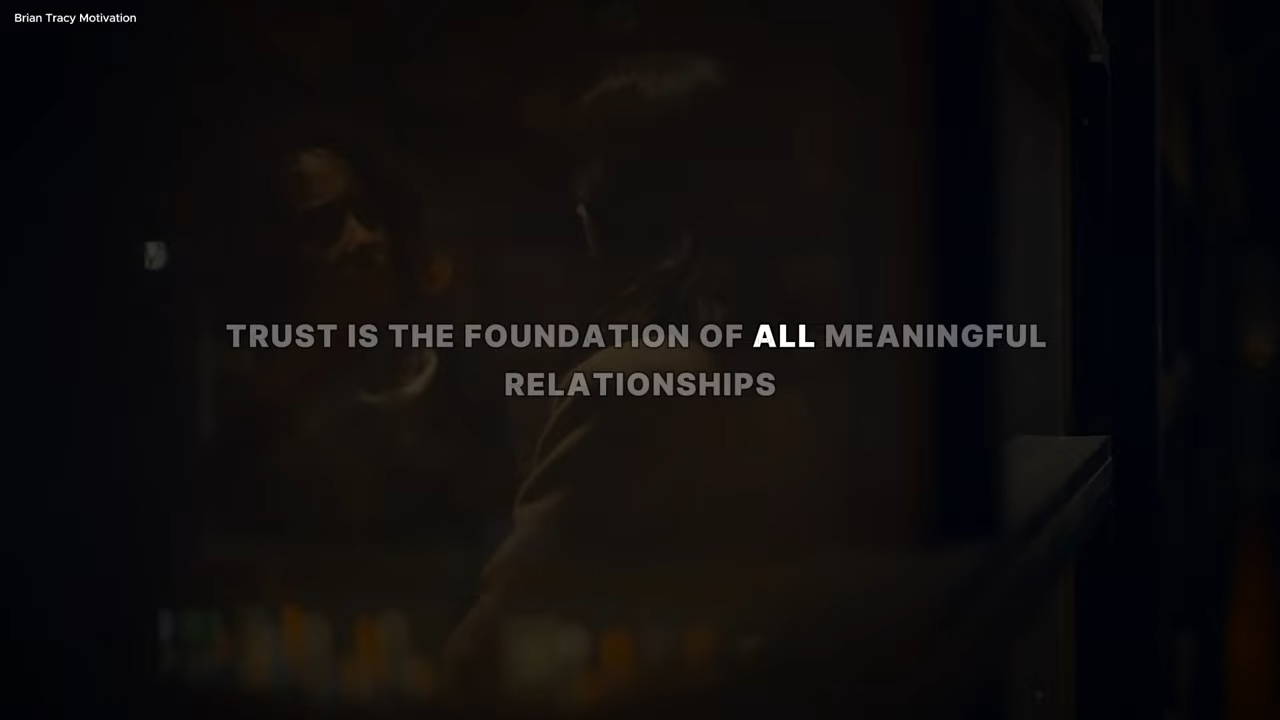 Brian Tracy Motivation
TRUST IS THE FOUNDATION OF ALL MEANINGFUL
RELATIONSHIPS